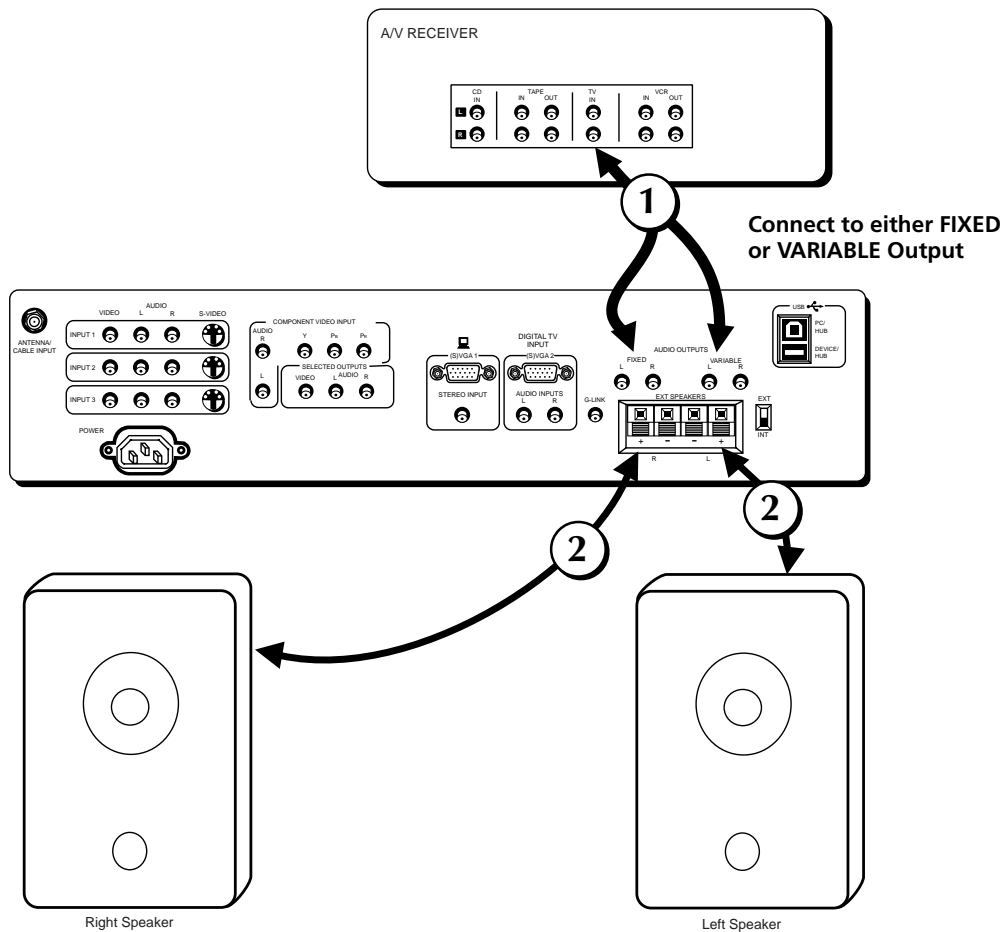 A/V RECEIVER
CD IN
TAPE
IN OUT
TV IN
VCR
IN OUT
L
R
1
Connect to either FIXED
or VARIABLE Output
ANTENNA/
CABLE INPUT
AUDIO
VIDEO L R S-VIDEO
INPUT 1
INPUT 2
INPUT 3
POWER
COMPONENT VIDEO INPUT
AUDIO
R
Y PB PR
L
SELECTED OUTPUTS
VIDEO L AUDIO R
(S)VGA 1
STEREO INPUT
DIGITAL TV
INPUT
(S)VGA 2
AUDIO INPUTS
L R
G-LINK
AUDIO OUTPUTS
FIXED
L R
VARIABLE
L R
EXT SPEAKERS
+ – – +
R L
EXT
INT
USB
PC/
HUB
DEVICE/
HUB
2
2
Right Speaker
Left Speaker